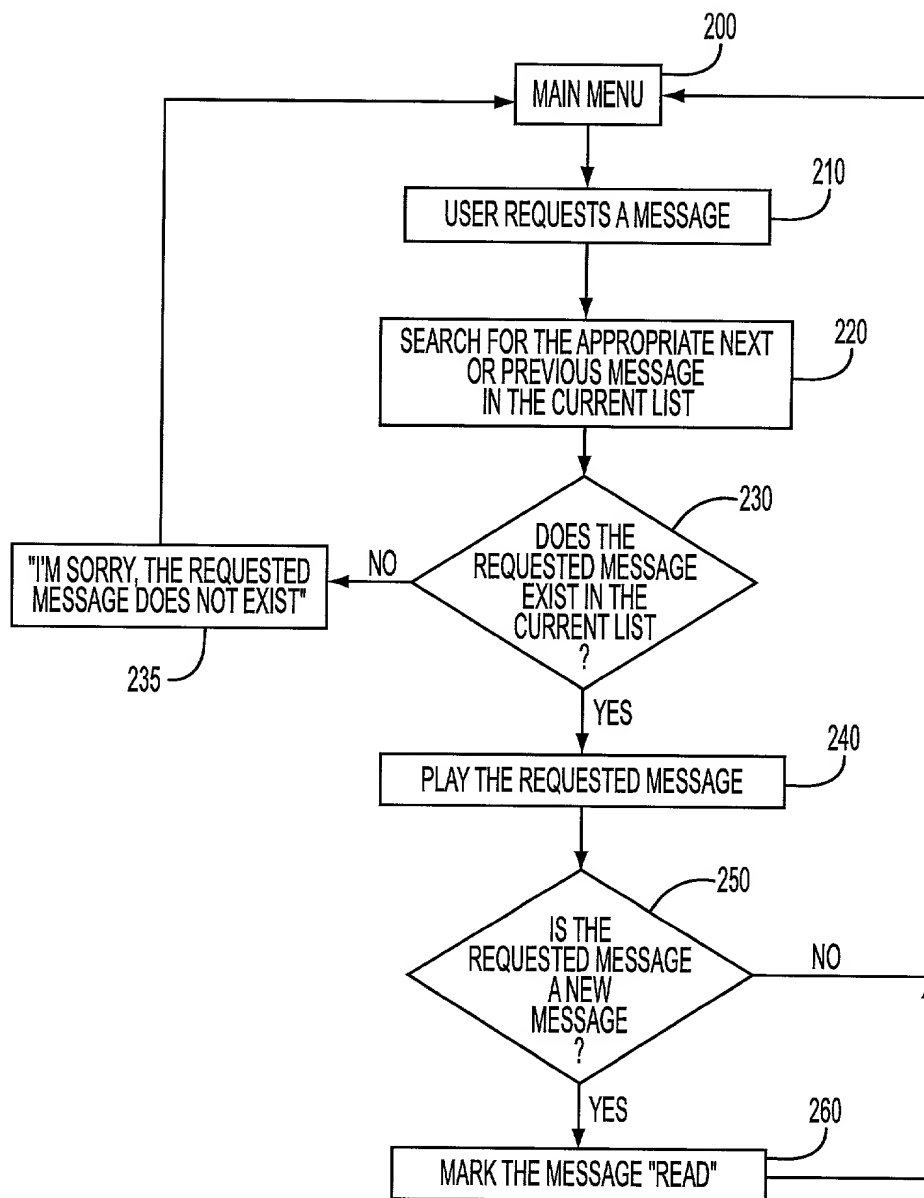 200
MAIN MENU
210
USER REQUESTS A MESSAGE
220
SEARCH FOR THE APPROPRIATE NEXT
OR PREVIOUS MESSAGE
IN THE CURRENT LIST
230
DOES THE
REQUESTED MESSAGE
EXIST IN THE
CURRENT LIST
?
NO
"I'M SORRY, THE REQUESTED
MESSAGE DOES NOT EXIST"
235
YES
240
PLAY THE REQUESTED MESSAGE
250
IS THE
REQUESTED MESSAGE
A NEW
MESSAGE
?
NO
YES
260
MARK THE MESSAGE "READ"